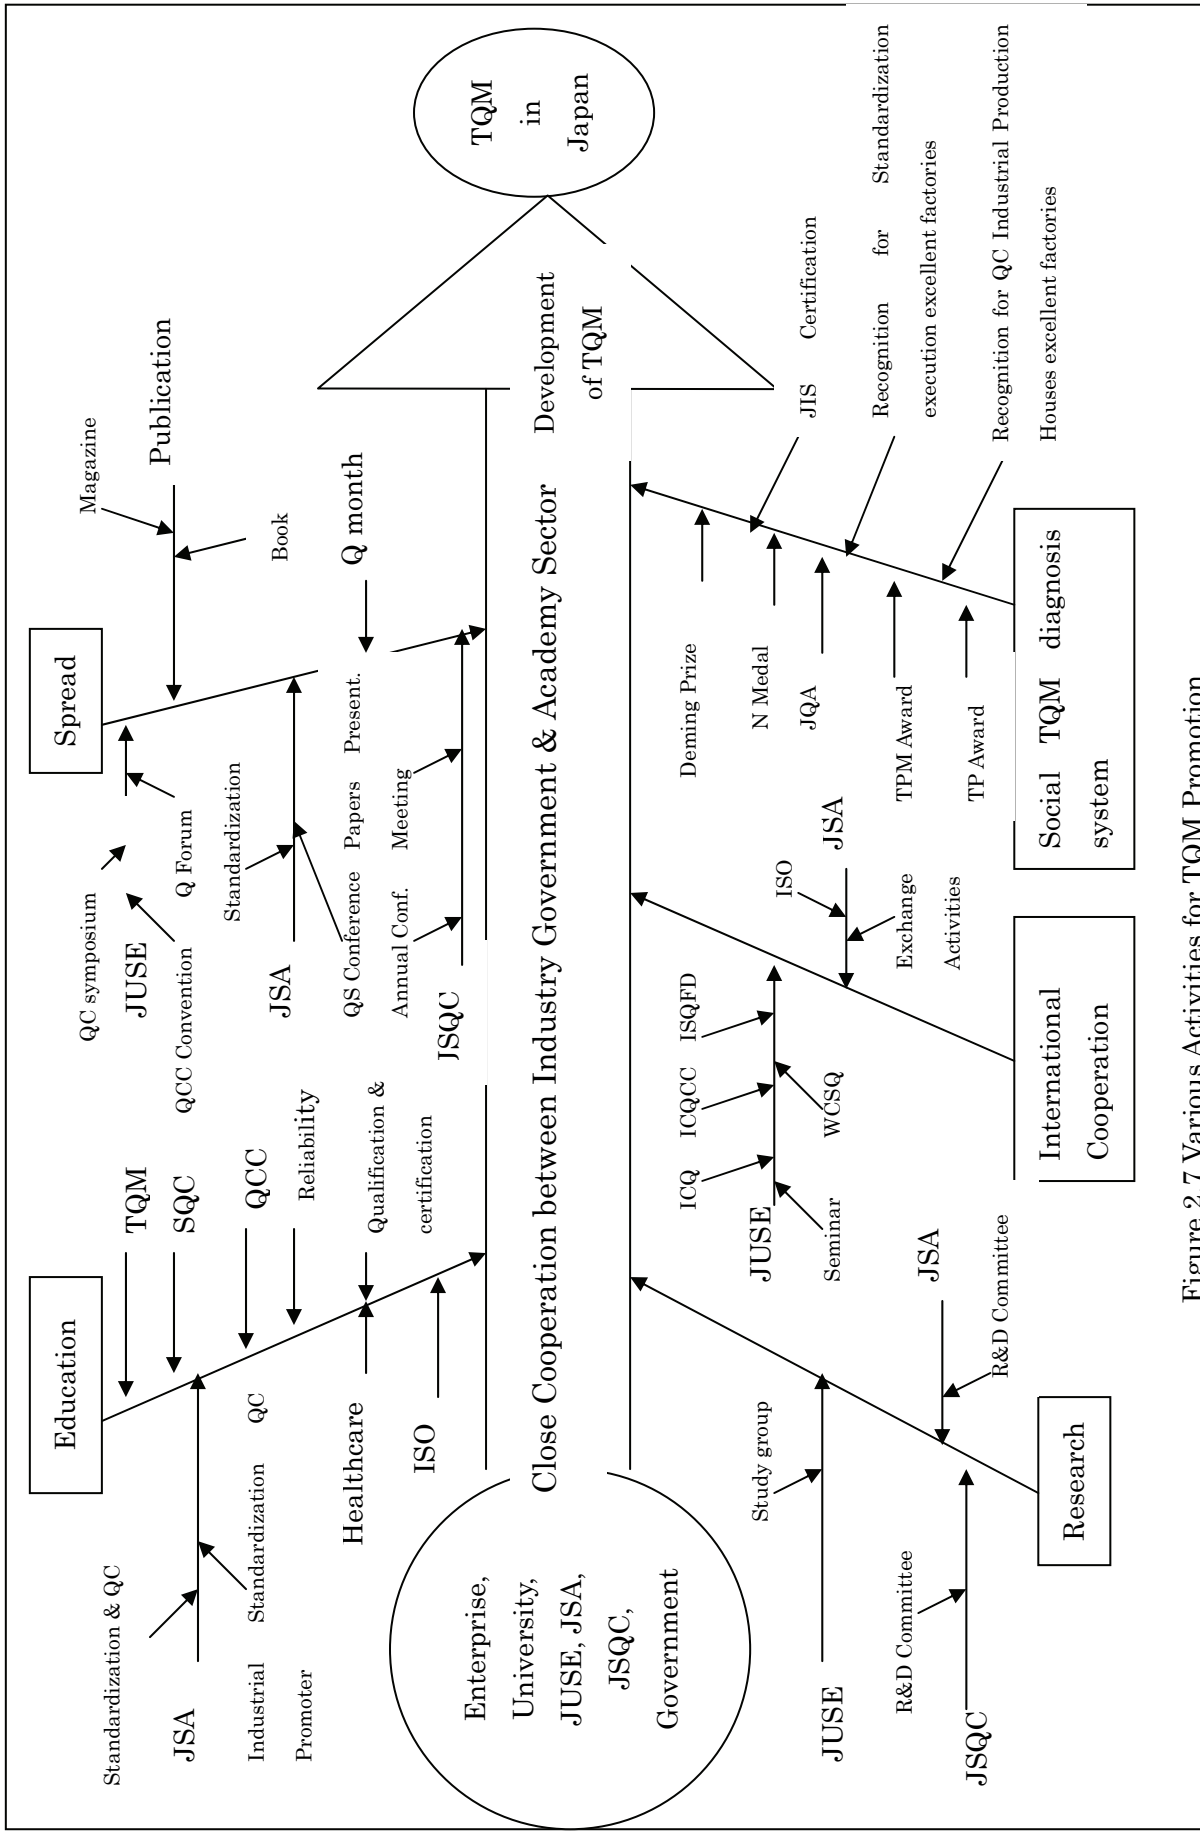 Education
TQM
SQC
QCC
Reliability
Qualification &
certification
Standardization & QC
JSA
Industrial Standardization QC
Promoter
Healthcare
ISO
Spread
QC symposium
JUSE
QCC Convention
Q Forum
Magazine
Publication
Book
Standardization
JSA
QS Conference Papers Present.
Q month
Annual Conf. Meeting
JSQC
Enterprise,
University,
JUSE, JSA,
JSQC,
Government
Close Cooperation between Industry Government & Academy Sector
Development
of TQM
TQM
in
Japan
Study group
JUSE
R&D Committee
JSQC
JSA
R&D Committee
Research
ICQ ICQCC ISQFD
JUSE
Seminar
WCSQ
ISO
JSA
Exchange
Activities
International
Cooperation
Deming Prize
N Medal
JQA
TPM Award
TP Award
JIS Certification
Recognition for Standardization
execution excellent factories
Recognition for QC Industrial Production
Houses excellent factories
Social TQM diagnosis
system
Figure 2.7 Various Activities for TQM Promotion